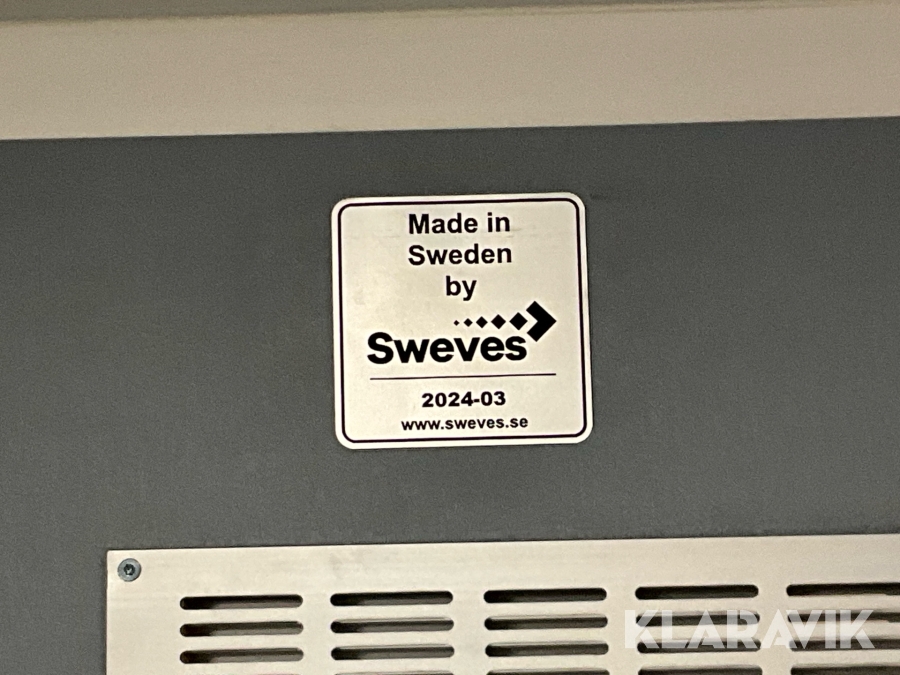 Made in
Sweden
by
Sweves
2024-03
www.sweves.se
KLARAVIK